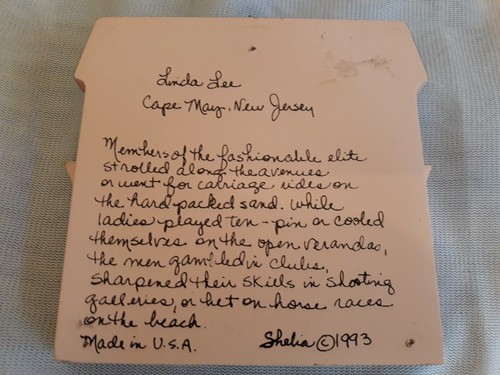 Linda Lee
Cape May, New Jersey
Members of the fashionable elite
strolled along the avenues
or went for carriage rides on
the hard-packed sand. While
ladies played ten-pin or cooled
themselves on the open verandas,
the men gambled in clubs,
sharpened their skills in shooting
galleries, or bet on horse races
on the beach.
Made in U.S.A. Shelia ©1993